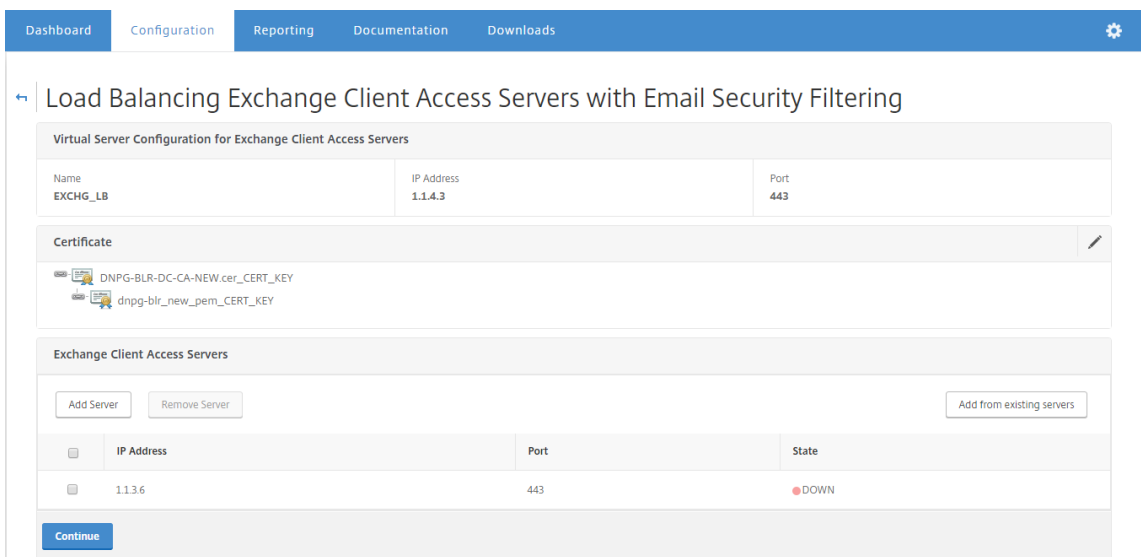 Dashboard Configuration Reporting Documentation Downloads
Load Balancing Exchange Client Access Servers with Email Security Filtering
Virtual Server Configuration for Exchange Client Access Servers
Name IP Address Port
EXCHG_LB 1.1.4.3 443
Certificate
DNPG-BLR-DC-CA-NEW.cer_CERT_KEY
dnpg-blr_new_pem_CERT_KEY
Exchange Client Access Servers
Add Server Remove Server Add from existing servers
IP Address Port State
1.1.3.6 443 DOWN
Continue